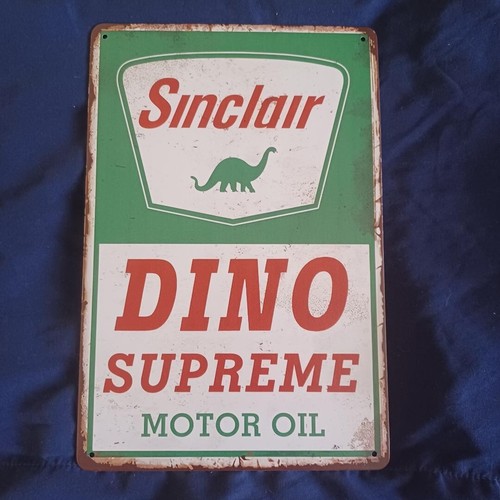 Sinclair
DINO
SUPREME
MOTOR OIL